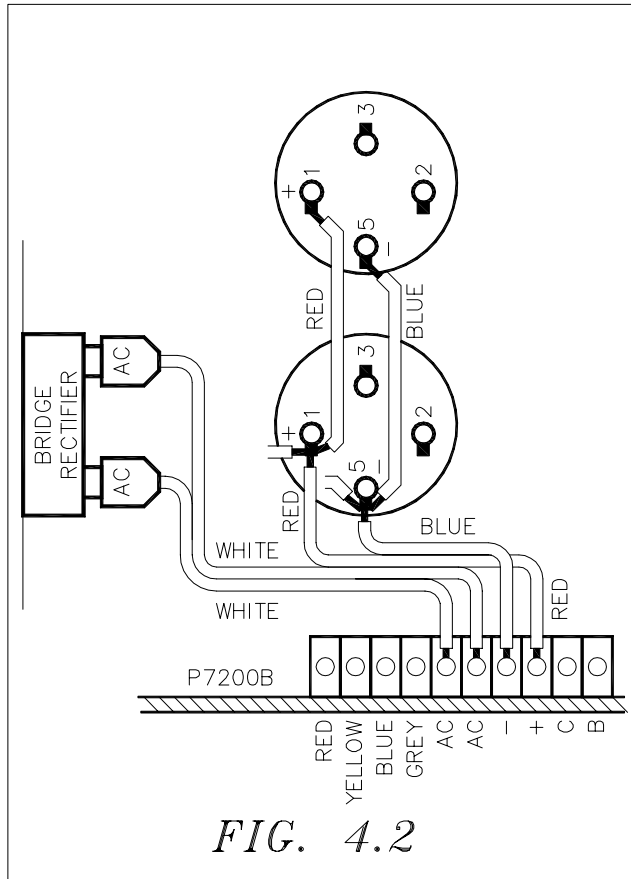 3
+ 1
2
5
-
RED
BLUE
3
+ 1
2
5
-
BRIDGE
RECTIFIER
AC
AC
RED
BLUE
WHITE
WHITE
RED
P7200B
RED
YELLOW
BLUE
GREY
AC
AC
-
+
C
B
FIG. 4.2